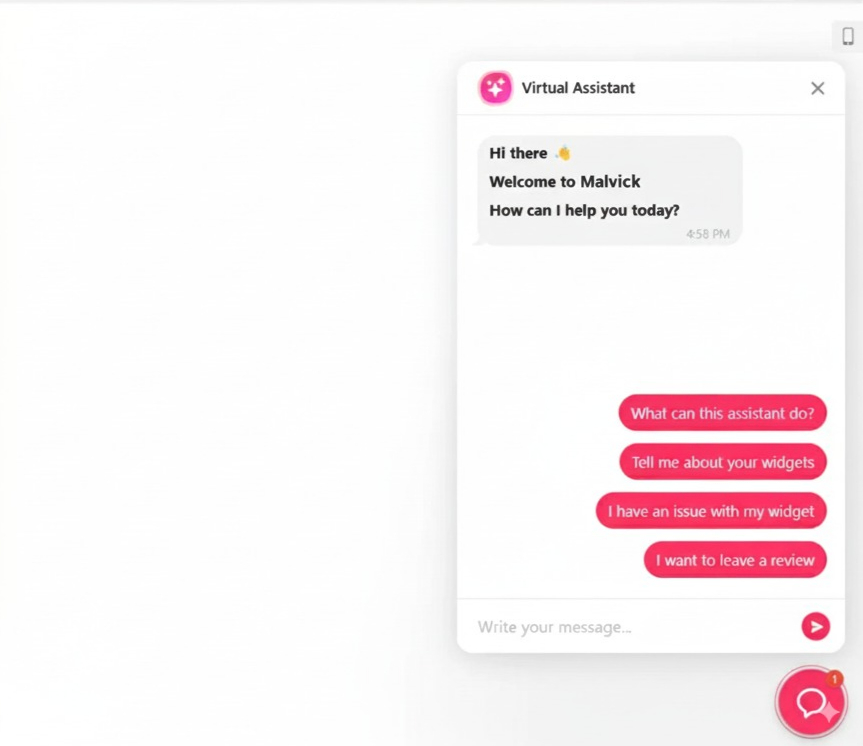 Virtual Assistant
Hi there 👋
Welcome to Malvick
How can I help you today?
4:58 PM
What can this assistant do?
Tell me about your widgets
I have an issue with my widget
I want to leave a review
Write your message...
1